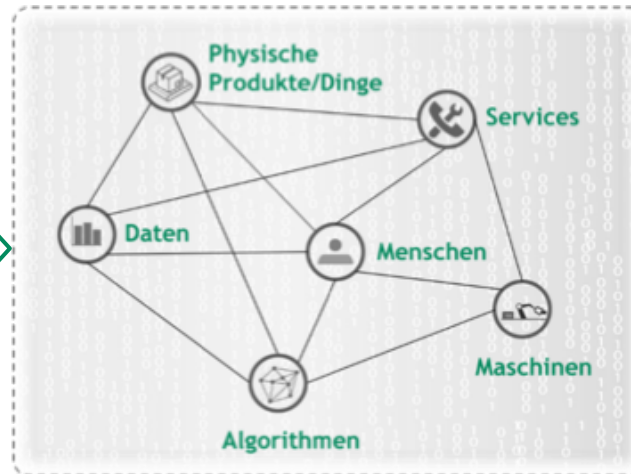 Physische
Produkte/Dinge
Services
Daten
Menschen
Maschinen
Algorithmen